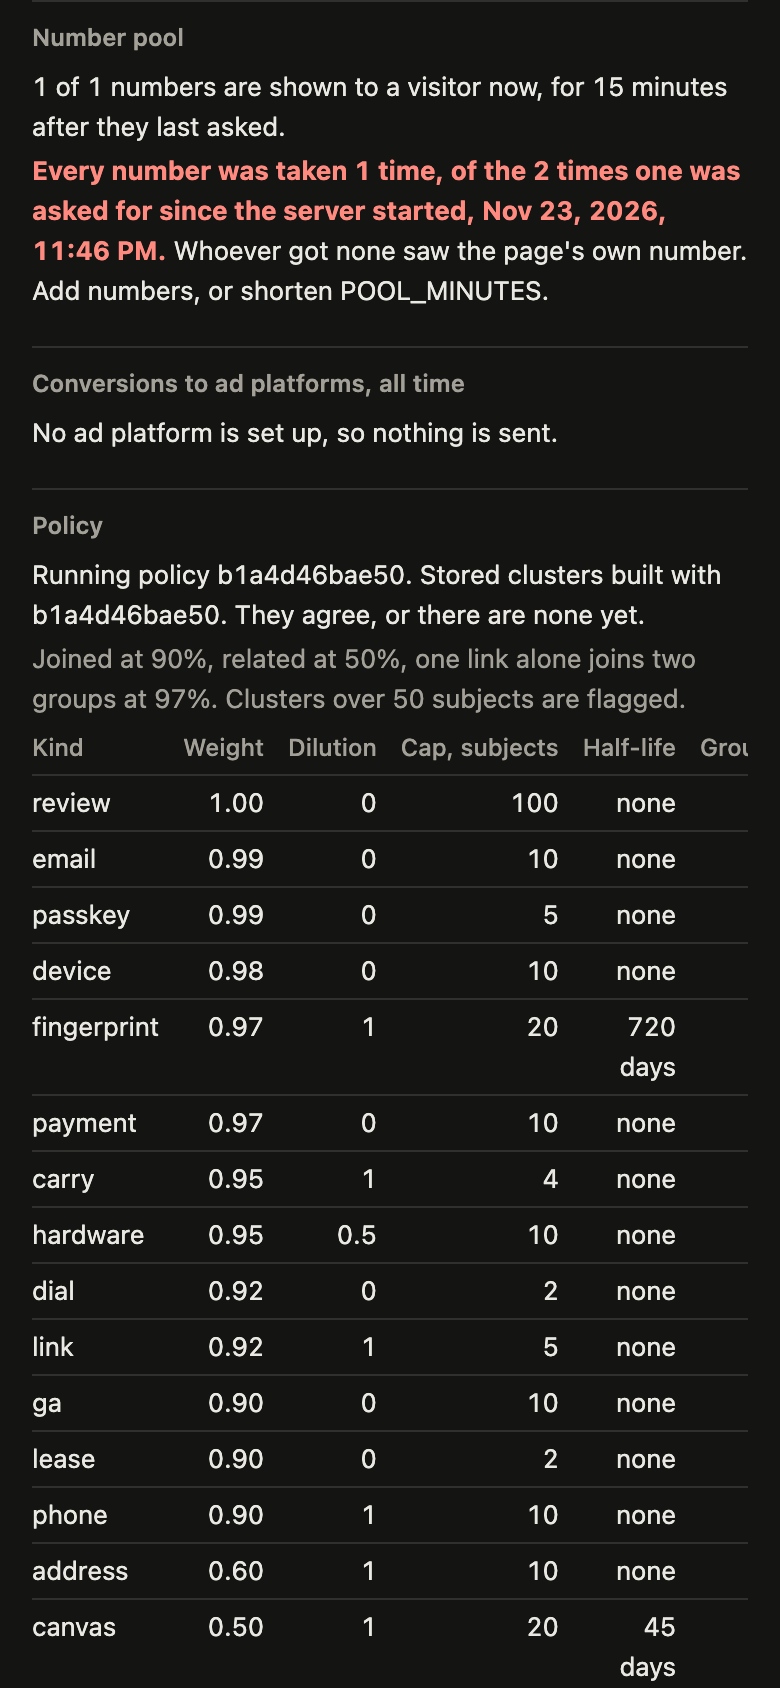 Number pool
1 of 1 numbers are shown to a visitor now, for 15 minutes
after they last asked.
Every number was taken 1 time, of the 2 times one was
asked for since the server started, Nov 23, 2026,
11:46 PM. Whoever got none saw the page's own number.
Add numbers, or shorten POOL_MINUTES.
Conversions to ad platforms, all time
No ad platform is set up, so nothing is sent.
Policy
Running policy b1a4d46bae50. Stored clusters built with
b1a4d46bae50. They agree, or there are none yet.
Joined at 90%, related at 50%, one link alone joins two
groups at 97%. Clusters over 50 subjects are flagged.
Kind Weight Dilution Cap, subjects Half-life Grou
review 1.00 0 100 none
email 0.99 0 10 none
passkey 0.99 0 5 none
device 0.98 0 10 none
fingerprint 0.97 1 20 720
days
payment 0.97 0 10 none
carry 0.95 1 4 none
hardware 0.95 0.5 10 none
dial 0.92 0 2 none
link 0.92 1 5 none
ga 0.90 0 10 none
lease 0.90 0 2 none
phone 0.90 1 10 none
address 0.60 1 10 none
canvas 0.50 1 20 45
days